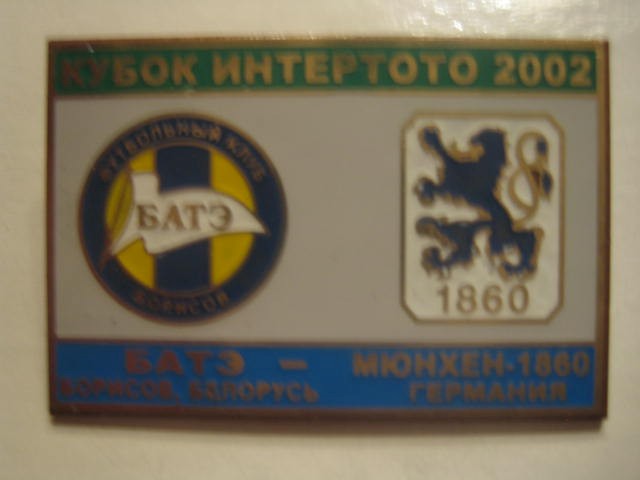 КУБОК ИНТЕРТОТО 2002
ФУТБОЛЬНЫЙ КЛУБ
БАТЭ
БОРИСОВ
1860
БАТЭ – МЮНХЕН-1860
БОРИСОВ, БЕЛОРУСЬ ГЕРМАНИЯ